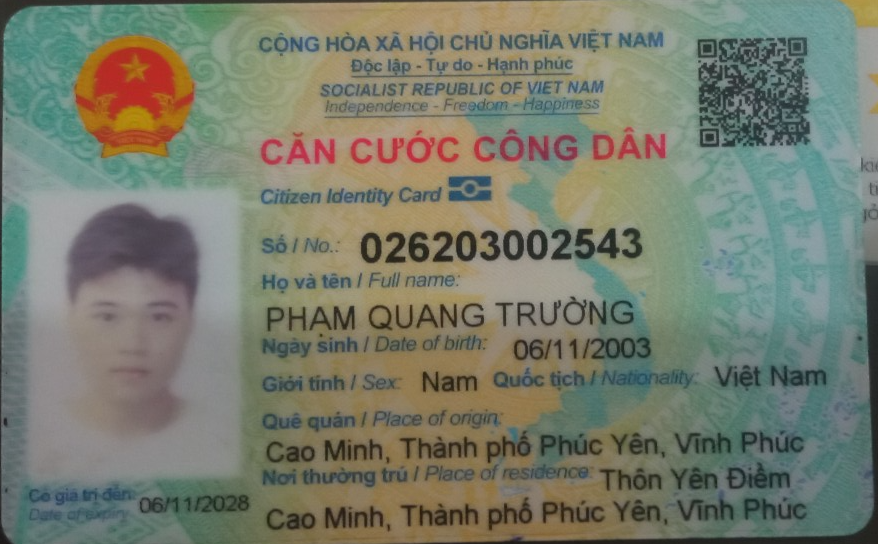 CỘNG HÒA XÃ HỘI CHỦ NGHĨA VIỆT NAM
Độc lập - Tự do - Hạnh phúc
SOCIALIST REPUBLIC OF VIET NAM
Independence - Freedom - Happiness
CĂN CƯỚC CÔNG DÂN
Citizen Identity Card
Số / No.: 026203002543
Họ và tên / Full name:
PHẠM QUANG TRƯỜNG
Ngày sinh / Date of birth: 06/11/2003
Giới tính / Sex: Nam Quốc tịch / Nationality: Việt Nam
Quê quán / Place of origin:
Cao Minh, Thành phố Phúc Yên, Vĩnh Phúc
Nơi thường trú / Place of residence: Thôn Yên Điềm
Cao Minh, Thành phố Phúc Yên, Vĩnh Phúc
Có giá trị đến: 06/11/2028
Date of expiry